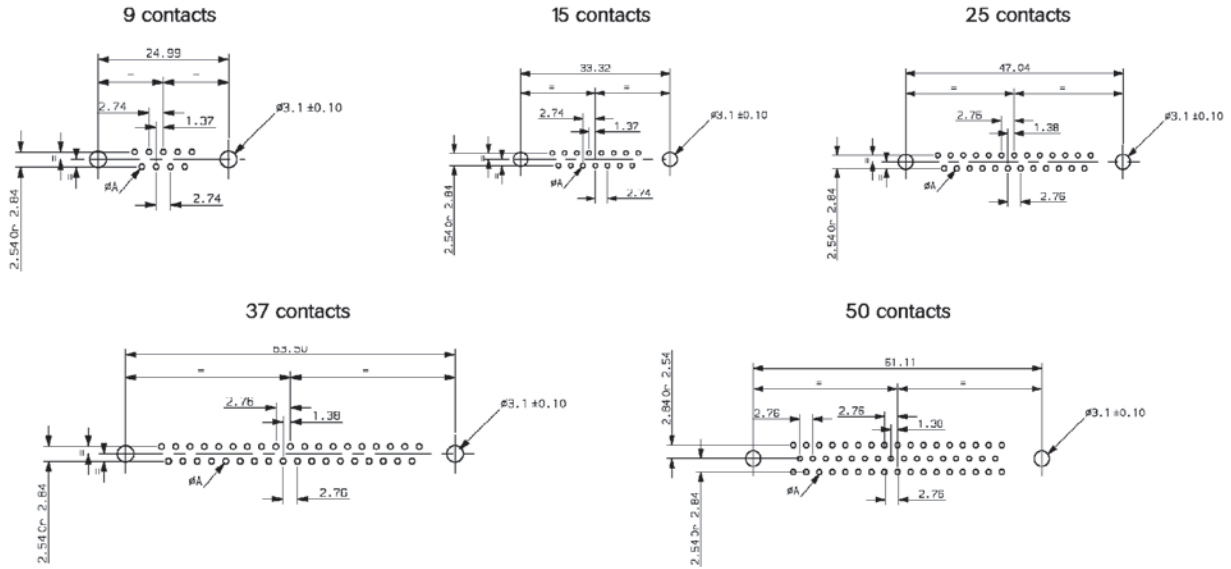 9 contacts
24.99
=
=
2.74
ø3.1±0.10
1.37
=
=
øA
2.74
2.54 Or 2.84
15 contacts
33.32
=
=
2.74
ø3.1±0.10
1.37
=
=
øA
2.74
2.54 Or 2.84
25 contacts
47.04
=
=
2.76
ø3.1±0.10
1.38
=
=
øA
2.76
2.54 Or 2.84
37 contacts
63.50
=
=
2.76
ø3.1±0.10
1.38
=
=
øA
2.76
2.54 Or 2.84
50 contacts
61.11
=
=
2.84 Or 2.54
2.76
2.76
ø3.1±0.10
1.38
øA
2.76
2.54 Or 2.84